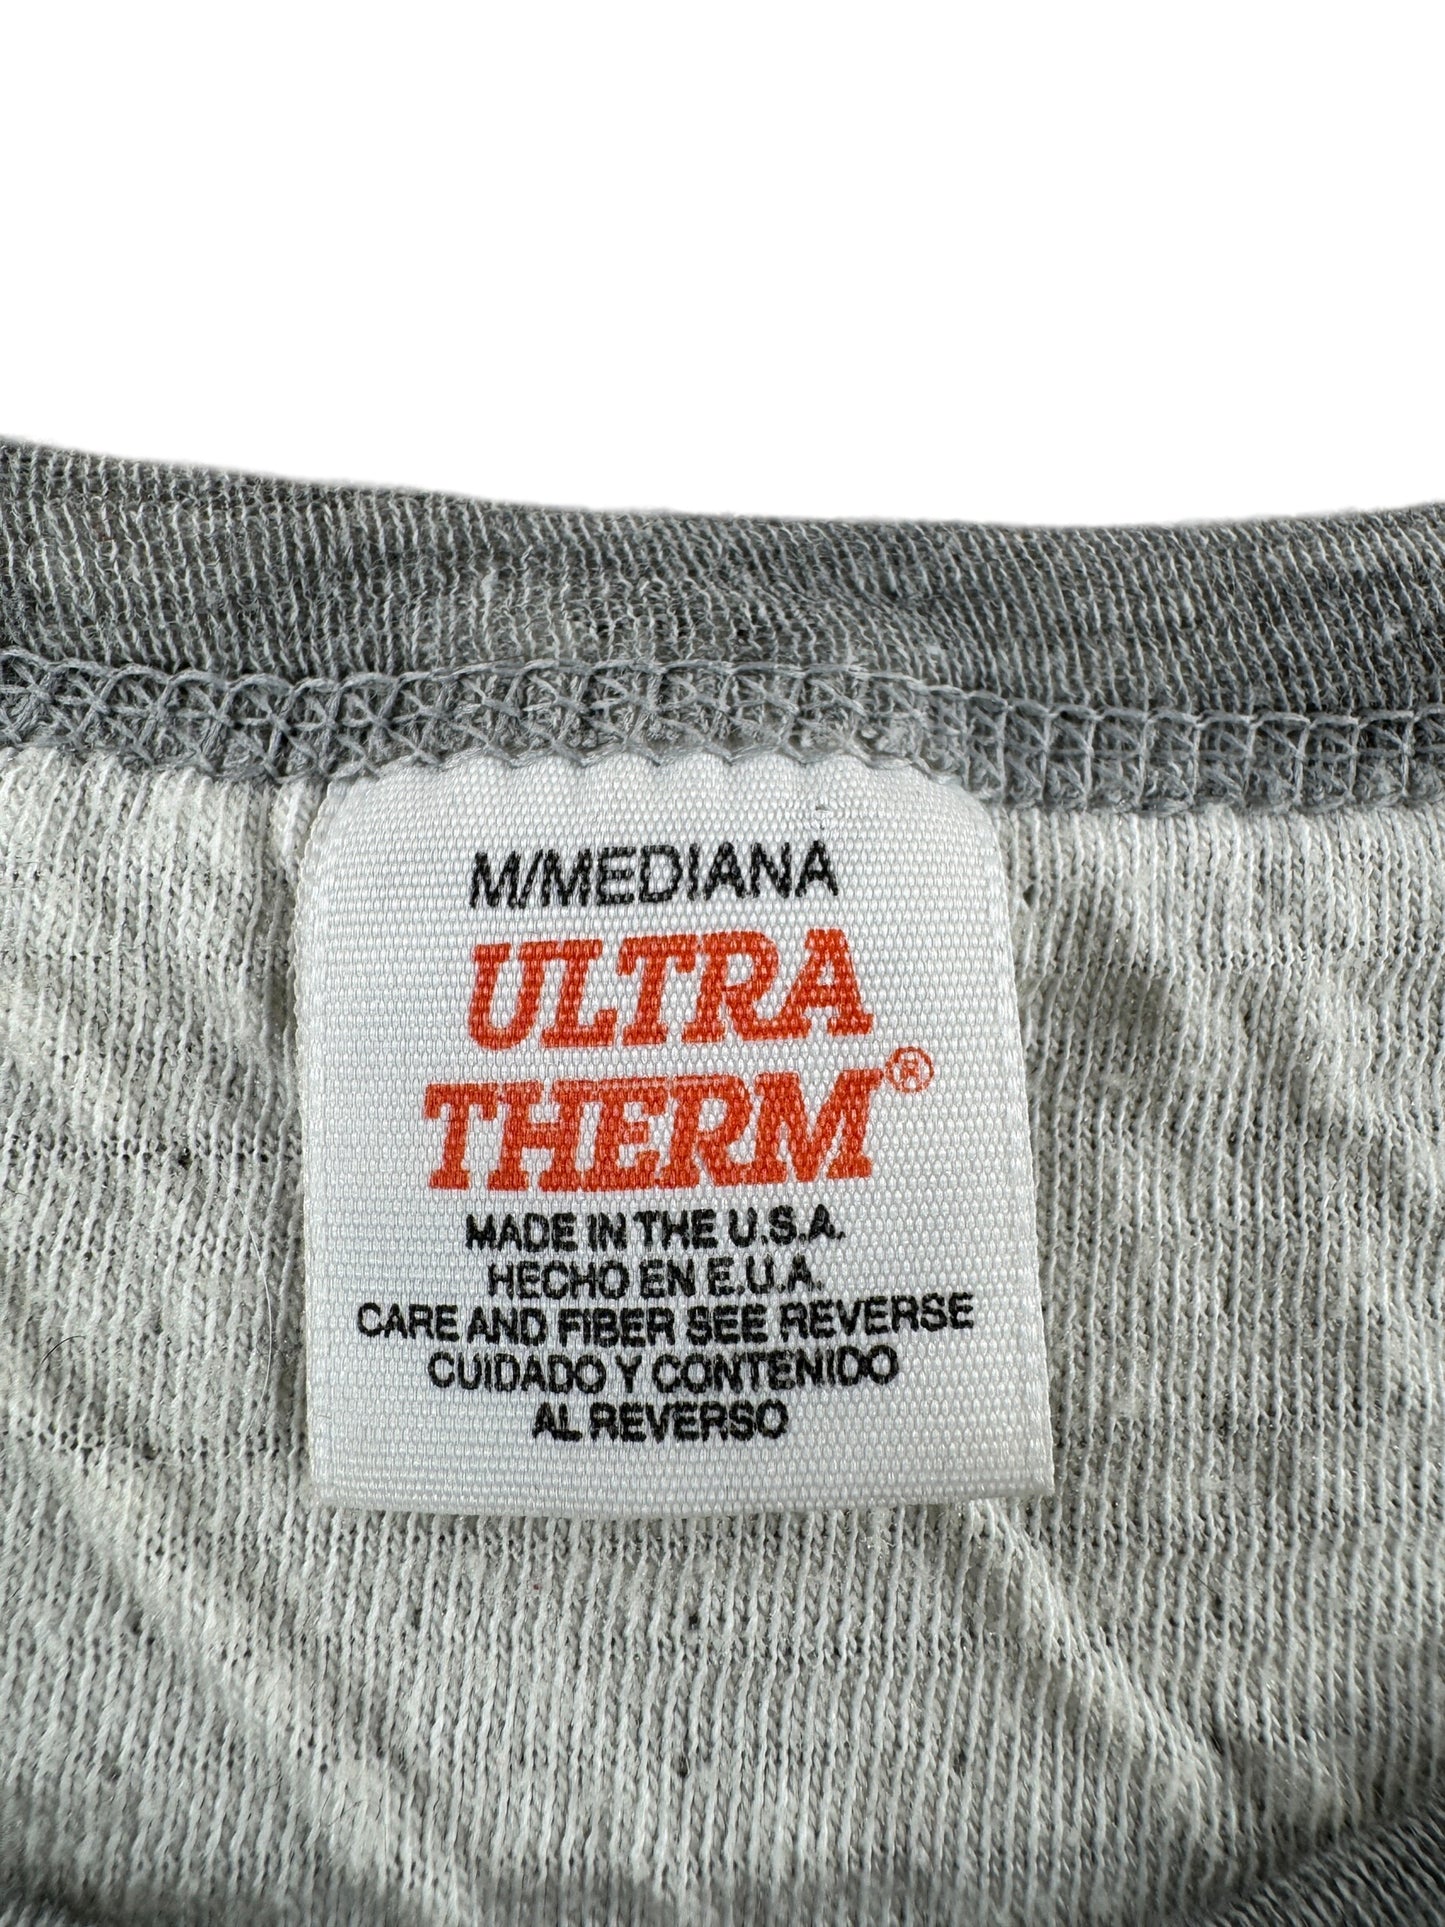 M/MEDIANA
ULTRA
THERM®
MADE IN THE U.S.A.
HECHO EN E.U.A.
CARE AND FIBER SEE REVERSE
CUIDADO Y CONTENIDO
AL REVERSO